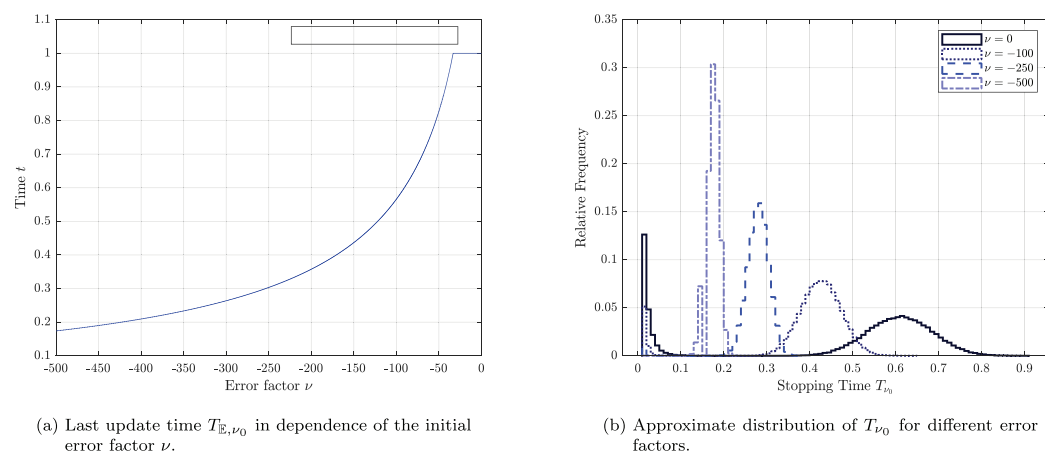 1.1
1
0.9
0.8
0.7
0.6
0.5
0.4
0.3
0.2
0.1
Time t
-500 -450 -400 -350 -300 -250 -200 -150 -100 -50 0
Error factor ν
(a) Last update time T_{𝔼,ν₀} in dependence of the initial
error factor ν.
0.35
0.3
0.25
0.2
0.15
0.1
0.05
0
Relative Frequency
ν = 0
ν = −100
ν = −250
ν = −500
0 0.1 0.2 0.3 0.4 0.5 0.6 0.7 0.8 0.9
Stopping Time T_{ν₀}
(b) Approximate distribution of T_{ν₀} for different error
factors.